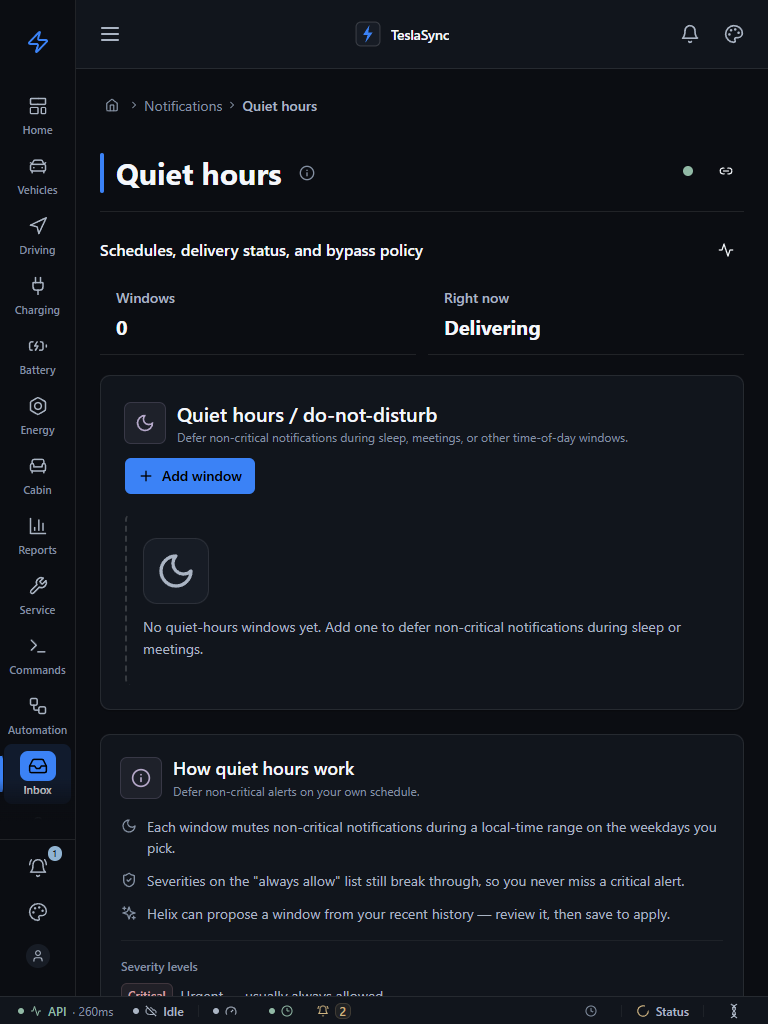 TeslaSync
Home
Vehicles
Driving
Charging
Battery
Energy
Cabin
Reports
Service
Commands
Automation
Inbox
1
Notifications
Quiet hours
Quiet hours
Schedules, delivery status, and bypass policy
Windows
0
Right now
Delivering
Quiet hours / do-not-disturb
Defer non-critical notifications during sleep, meetings, or other time-of-day windows.
Add window
No quiet-hours windows yet. Add one to defer non-critical notifications during sleep or
meetings.
How quiet hours work
Defer non-critical alerts on your own schedule.
Each window mutes non-critical notifications during a local-time range on the weekdays you
pick.
Severities on the "always allow" list still break through, so you never miss a critical alert.
Helix can propose a window from your recent history — review it, then save to apply.
Severity levels
Critical Urgent — usually always allowed
API · 260ms
Idle
2
Status